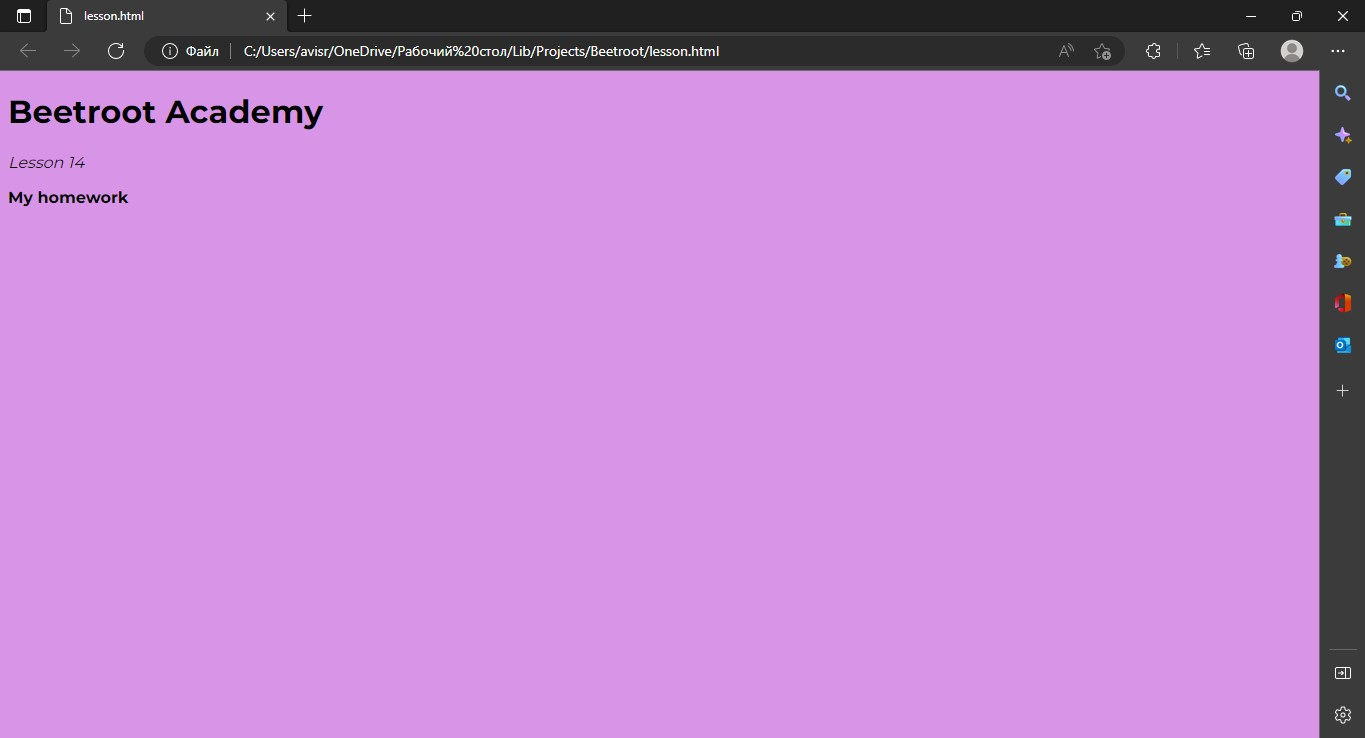 lesson.html
Файл
C:/Users/avisr/OneDrive/Рабочий%20стол/Lib/Projects/Beetroot/lesson.html
Beetroot Academy
Lesson 14
My homework